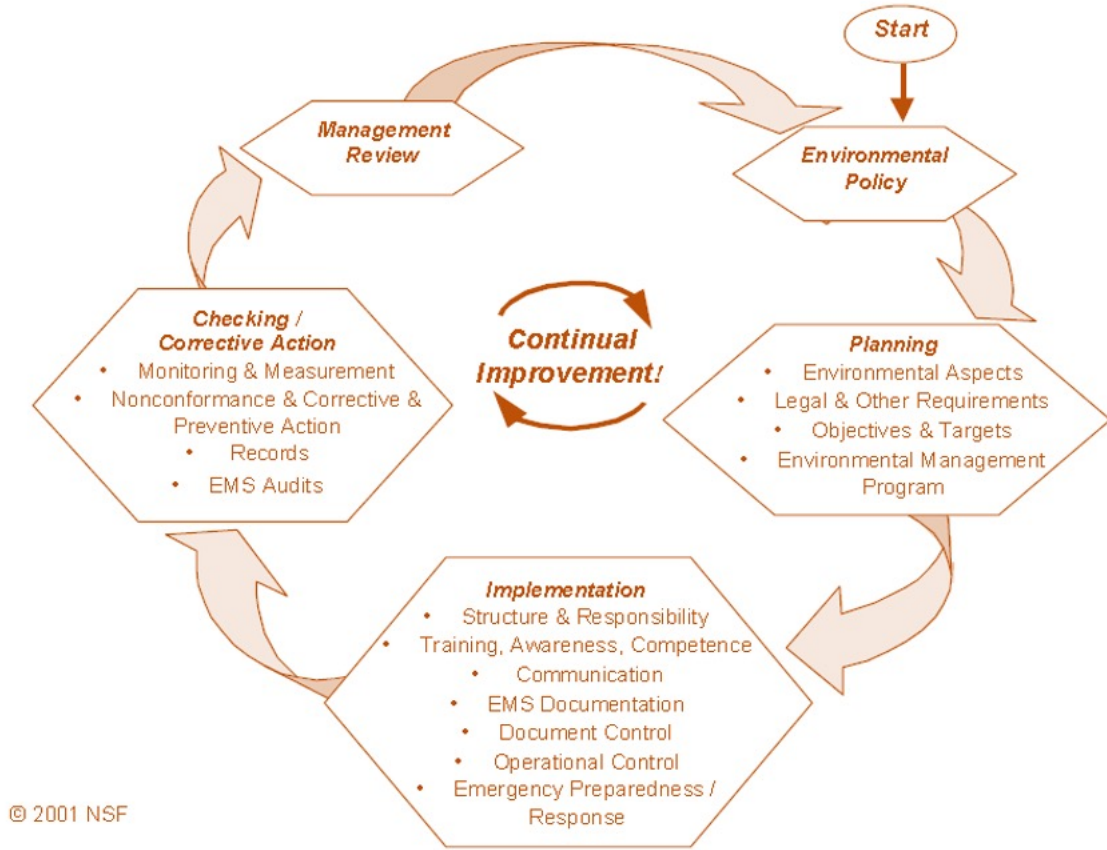 Start
Environmental
Policy
Planning
• Environmental Aspects
• Legal & Other Requirements
• Objectives & Targets
• Environmental Management
Program
Implementation
• Structure & Responsibility
• Training, Awareness, Competence
• Communication
• EMS Documentation
• Document Control
• Operational Control
• Emergency Preparedness /
Response
Checking /
Corrective Action
• Monitoring & Measurement
• Nonconformance & Corrective &
Preventive Action
• Records
• EMS Audits
Management
Review
Continual
Improvement!
© 2001 NSF